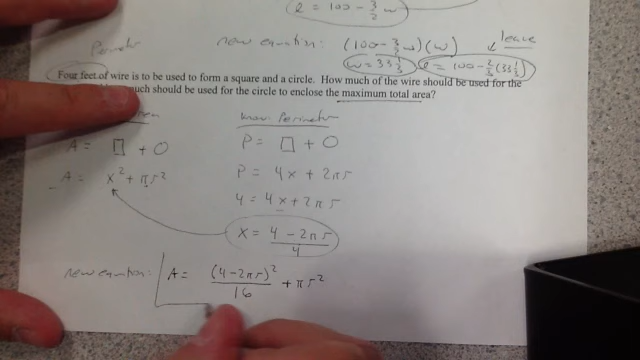 l = 100 - 3/2 w
Perimeter
new equation: (100 - 3/2 w)(w)
leave
w = 33 1/3
l = 100 - 2/3 (33 1/3)
Four feet of wire is to be used to form a square and a circle. How much of the wire should be used for the
much should be used for the circle to enclose the maximum total area?
Perimeter
A = □ + ○
P = □ + ○
A = x² + πr²
P = 4x + 2πr
4 = 4x + 2πr
x = (4 - 2πr)/4
new equation: A = (4 - 2πr)²/16 + πr²